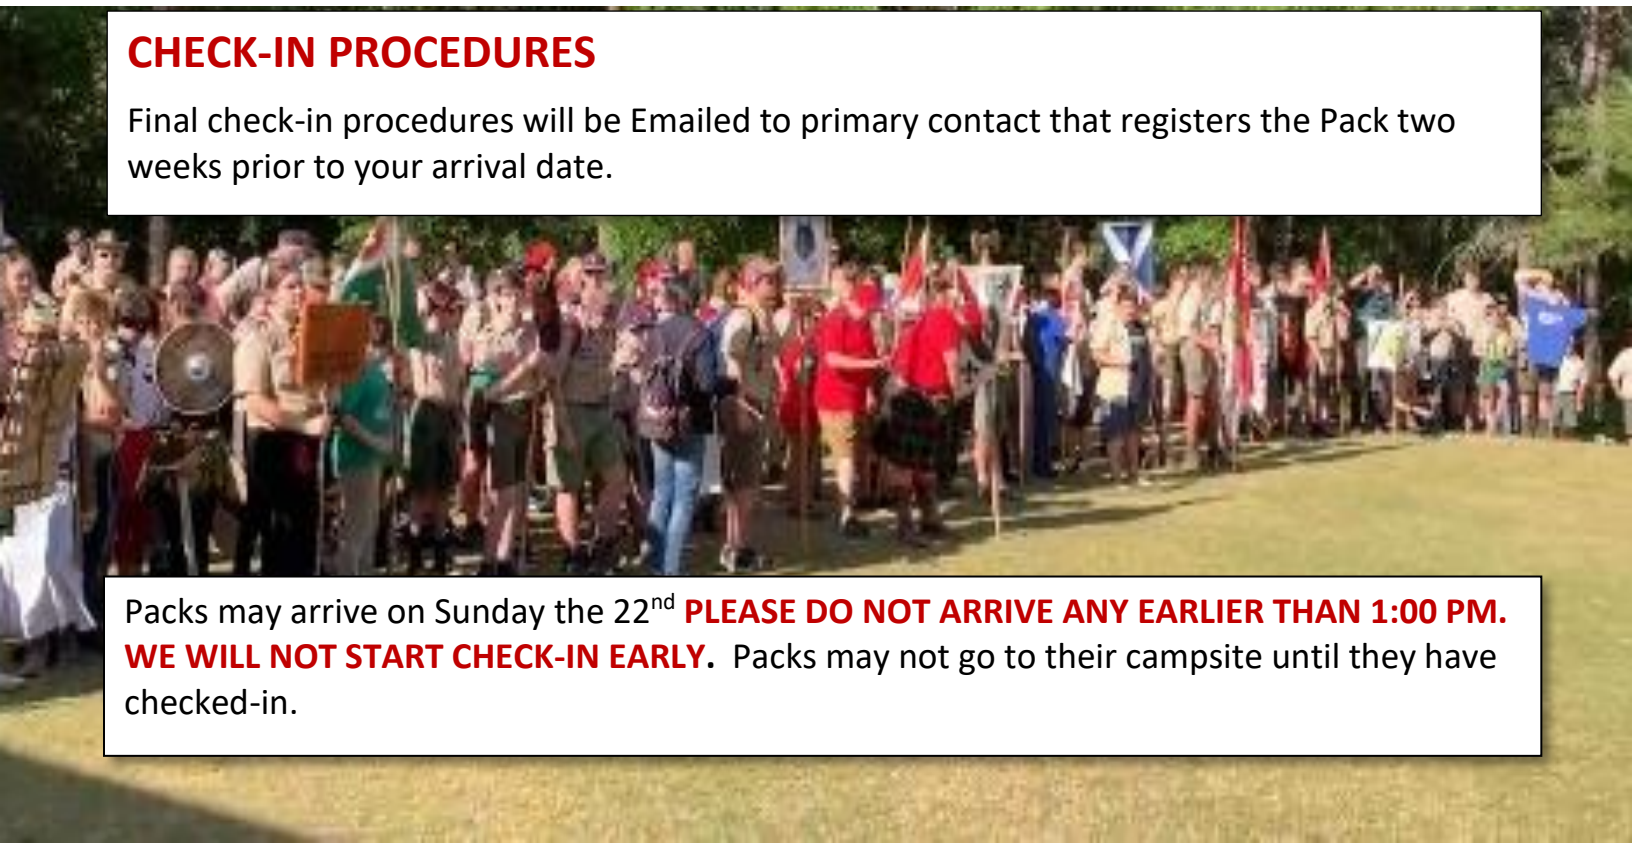 CHECK-IN PROCEDURES
Final check-in procedures will be Emailed to primary contact that registers the Pack two
weeks prior to your arrival date.
Packs may arrive on Sunday the 22nd PLEASE DO NOT ARRIVE ANY EARLIER THAN 1:00 PM.
WE WILL NOT START CHECK-IN EARLY. Packs may not go to their campsite until they have
checked-in.